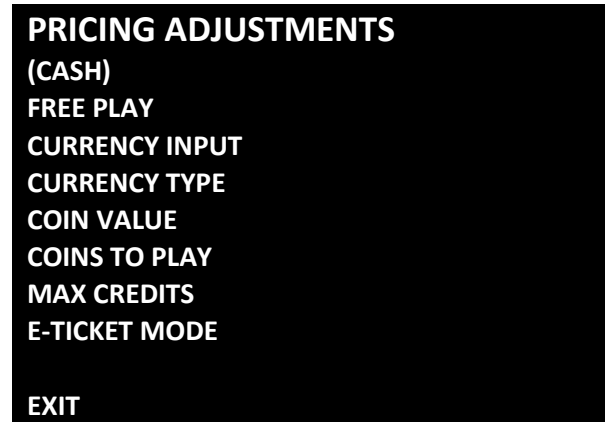 PRICING ADJUSTMENTS
(CASH)
FREE PLAY
CURRENCY INPUT
CURRENCY TYPE
COIN VALUE
COINS TO PLAY
MAX CREDITS
E-TICKET MODE
EXIT